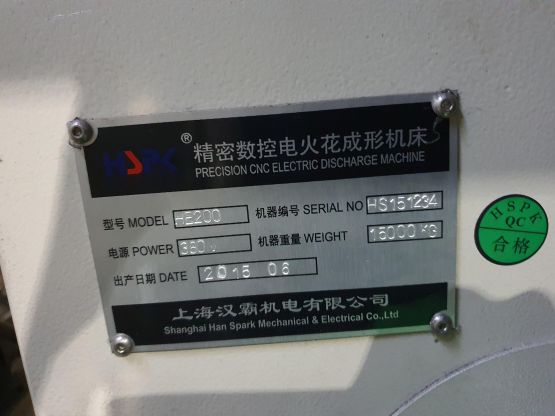 HSPK ® 精密数控电火花成形机床
PRECISION CNC ELECTRIC DISCHARGE MACHINE
型号 MODEL HE200 机器编号 SERIAL NO HS151234
电源 POWER 380 V 机器重量 WEIGHT 15000 KG
出产日期 DATE 2015 06
上海汉霸机电有限公司
Shanghai Han Spark Mechanical & Electrical Co.,Ltd
HSPK
QC
合格